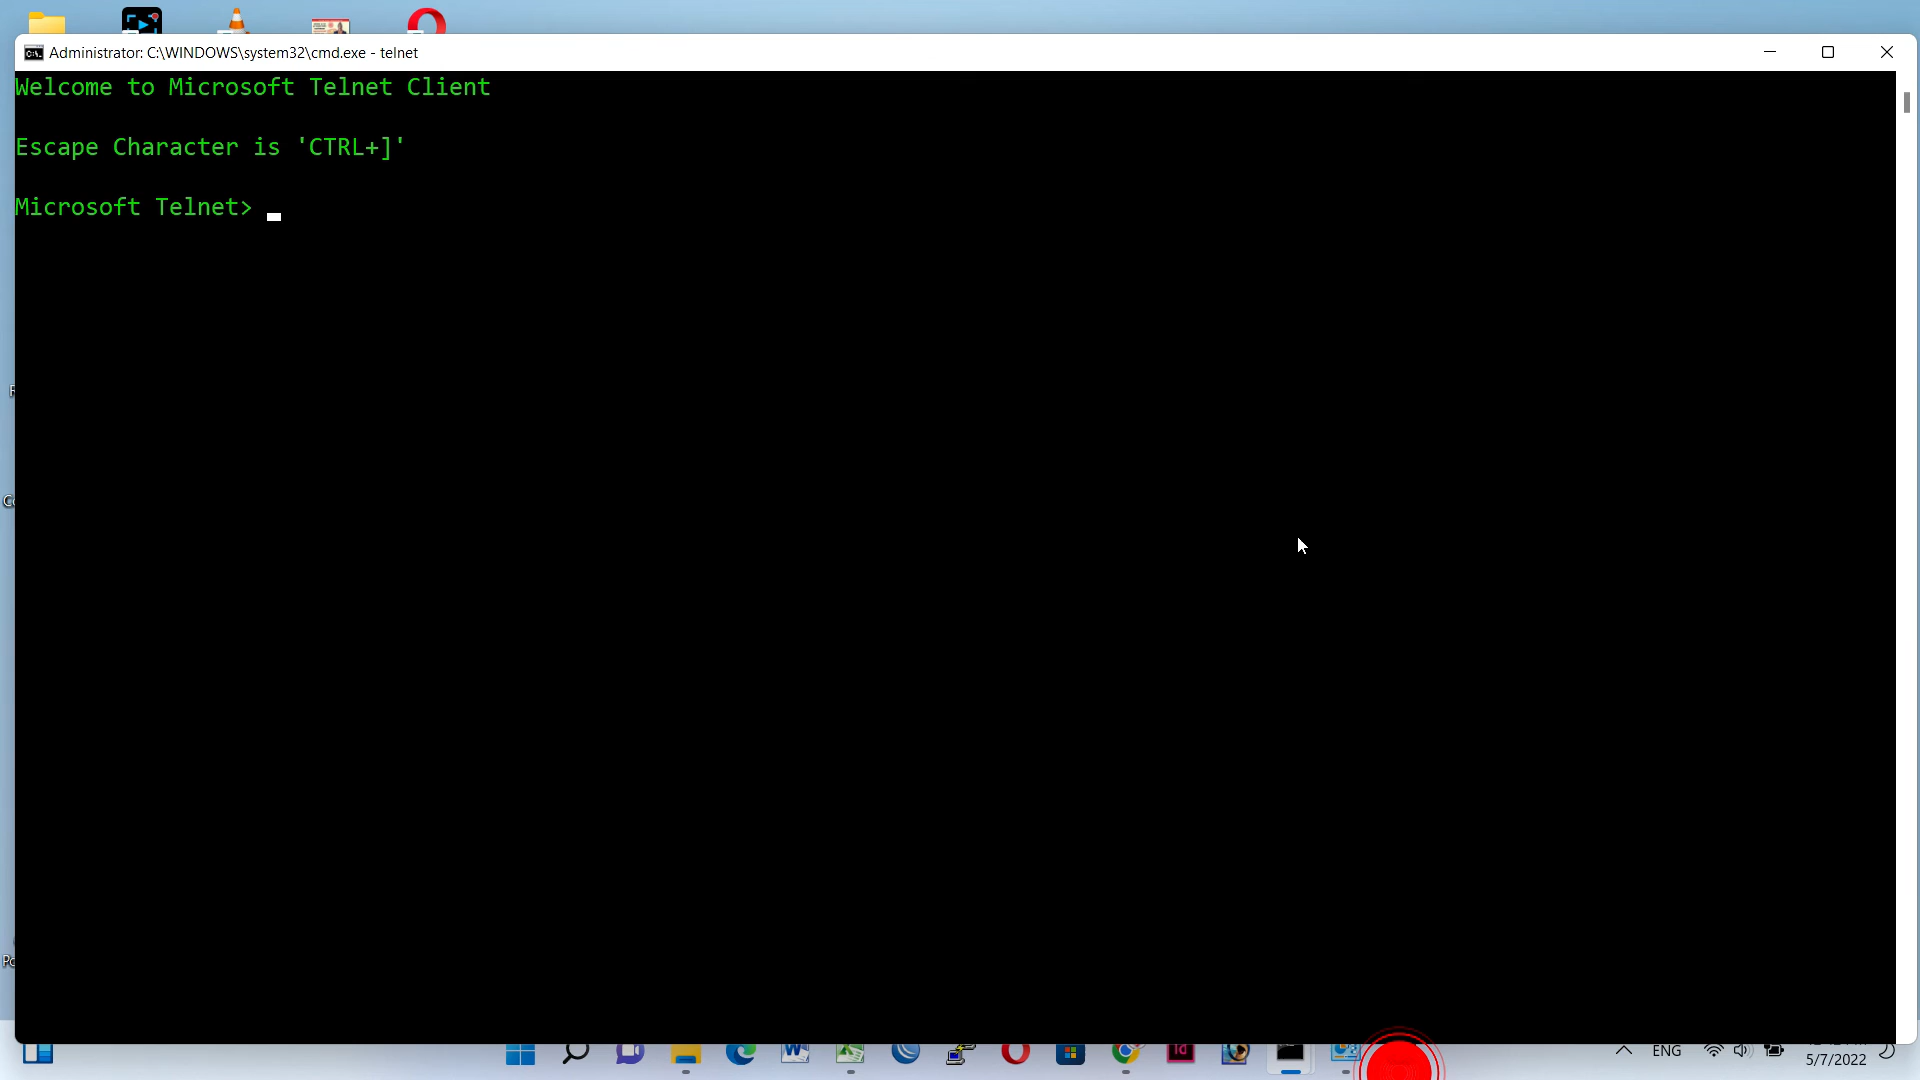 Administrator: C:\WINDOWS\system32\cmd.exe - telnet
Welcome to Microsoft Telnet Client
Escape Character is 'CTRL+]'
Microsoft Telnet>
ENG
5/7/2022